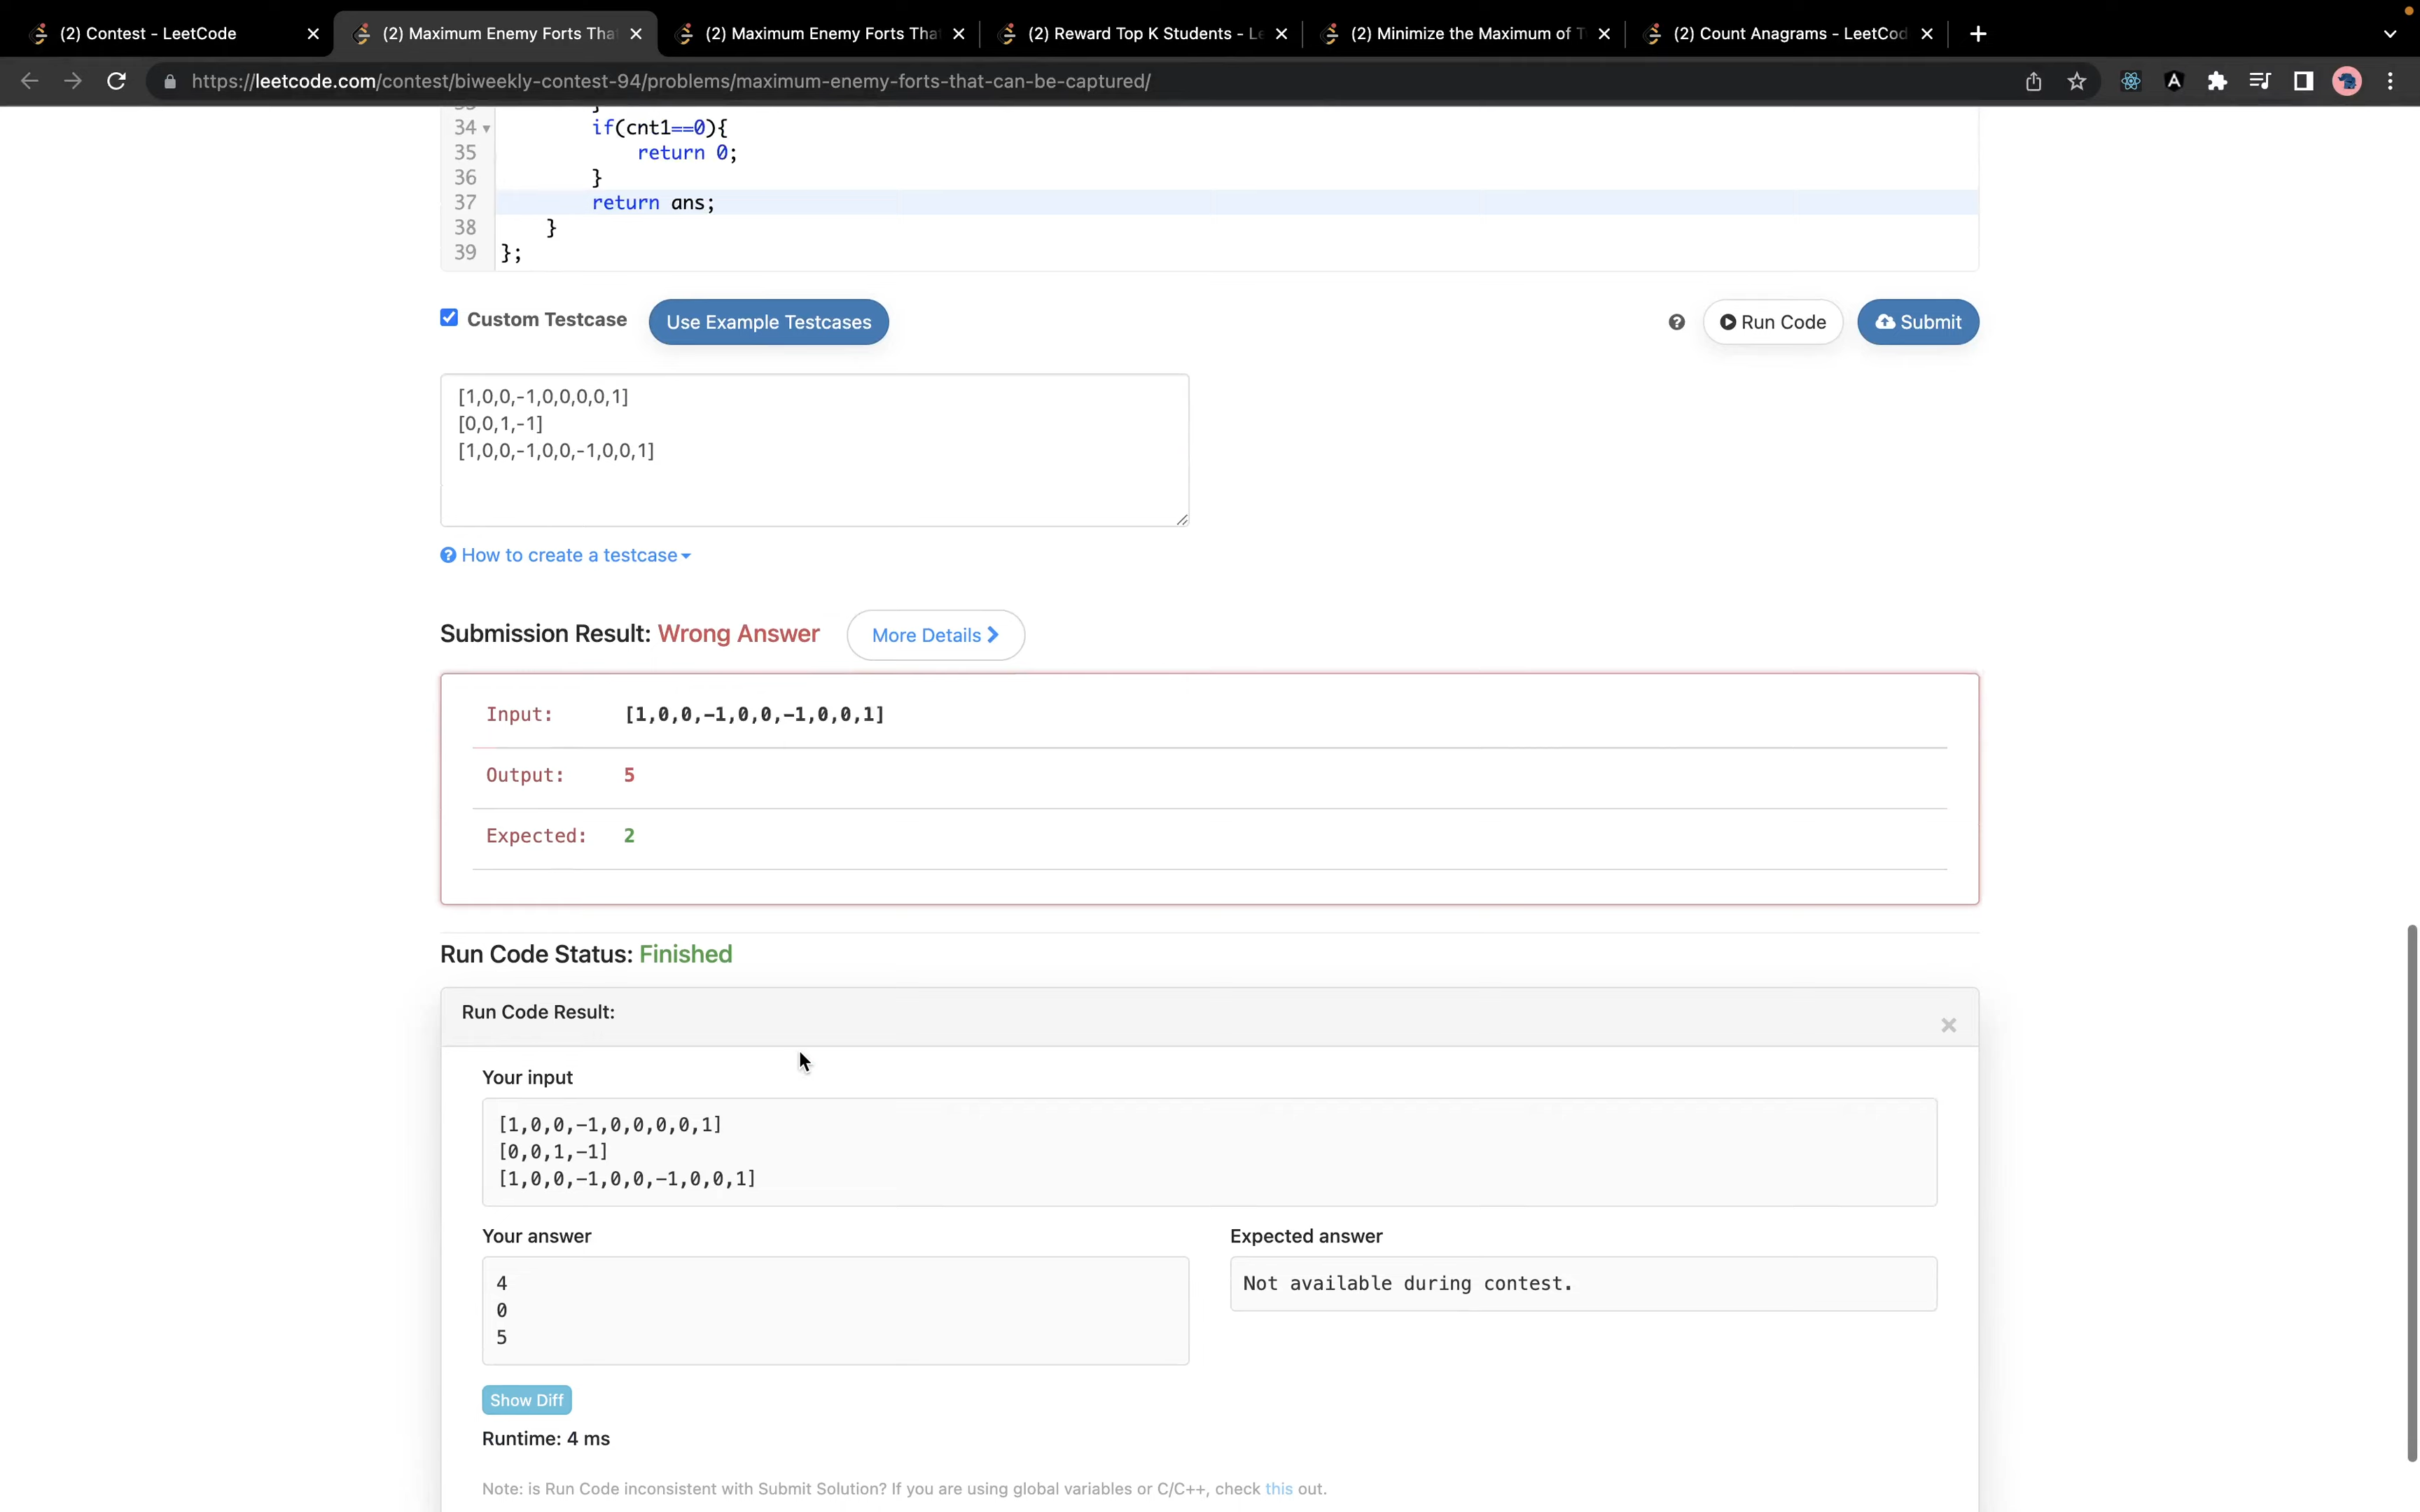 (2) Contest - LeetCode
(2) Maximum Enemy Forts Tha
(2) Maximum Enemy Forts Tha
(2) Reward Top K Students - Le
(2) Minimize the Maximum of T
(2) Count Anagrams - LeetCod
https://leetcode.com/contest/biweekly-contest-94/problems/maximum-enemy-forts-that-can-be-captured/
34 if(cnt1==0){
35 return 0;
36 }
37 return ans;
38 }
39 };
Custom Testcase
Use Example Testcases
Run Code
Submit
[1,0,0,-1,0,0,0,0,1]
[0,0,1,-1]
[1,0,0,-1,0,0,-1,0,0,1]
How to create a testcase
Submission Result: Wrong Answer
More Details
Input: [1,0,0,-1,0,0,-1,0,0,1]
Output: 5
Expected: 2
Run Code Status: Finished
Run Code Result:
Your input
[1,0,0,-1,0,0,0,0,1]
[0,0,1,-1]
[1,0,0,-1,0,0,-1,0,0,1]
Your answer
4
0
5
Expected answer
Not available during contest.
Show Diff
Runtime: 4 ms
Note: is Run Code inconsistent with Submit Solution? If you are using global variables or C/C++, check this out.